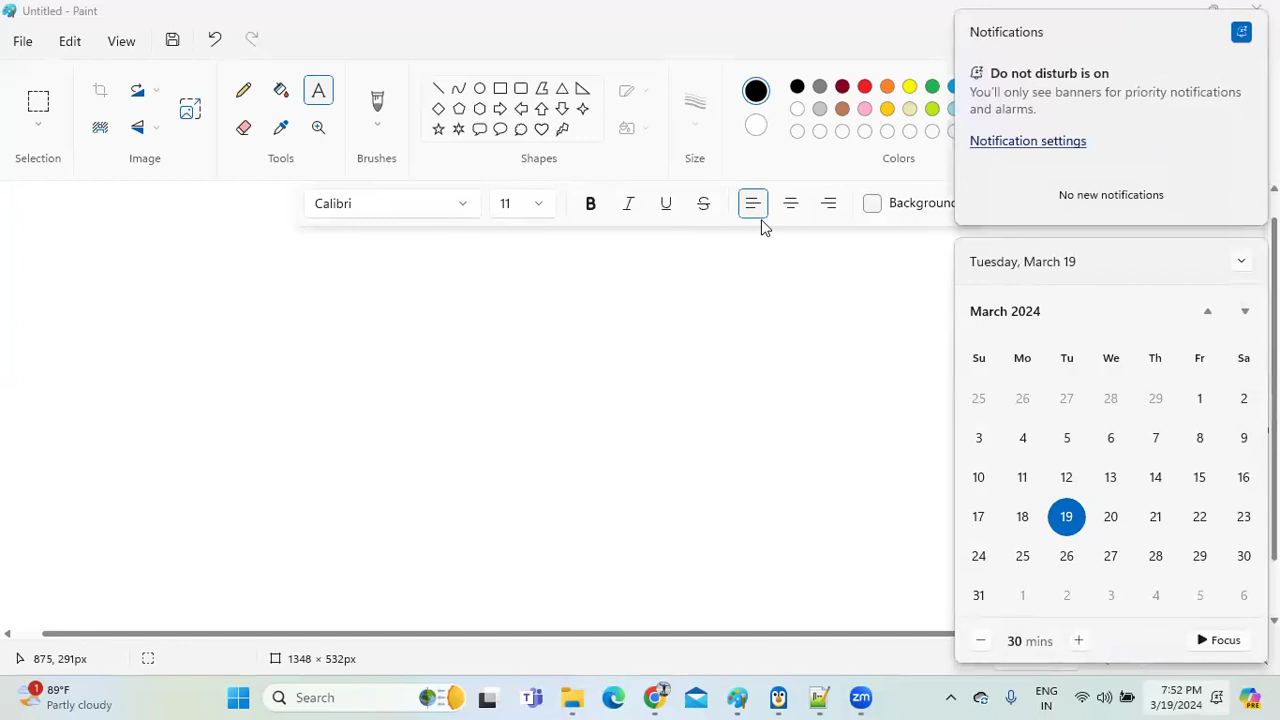 Untitled - Paint
File Edit View
Selection Image Tools Brushes Shapes Size Colors
Calibri 11 B I U S Background
Notifications
Do not disturb is on
You'll only see banners for priority notifications
and alarms.
Notification settings
No new notifications
Tuesday, March 19
March 2024
Su Mo Tu We Th Fr Sa
25 26 27 28 29 1 2
3 4 5 6 7 8 9
10 11 12 13 14 15 16
17 18 19 20 21 22 23
24 25 26 27 28 29 30
31 1 2 3 4 5 6
30 mins Focus
875, 291px 1348 × 532px
1 89°F
Partly cloudy
Search
zm
ENG
IN
7:52 PM
3/19/2024
PRE